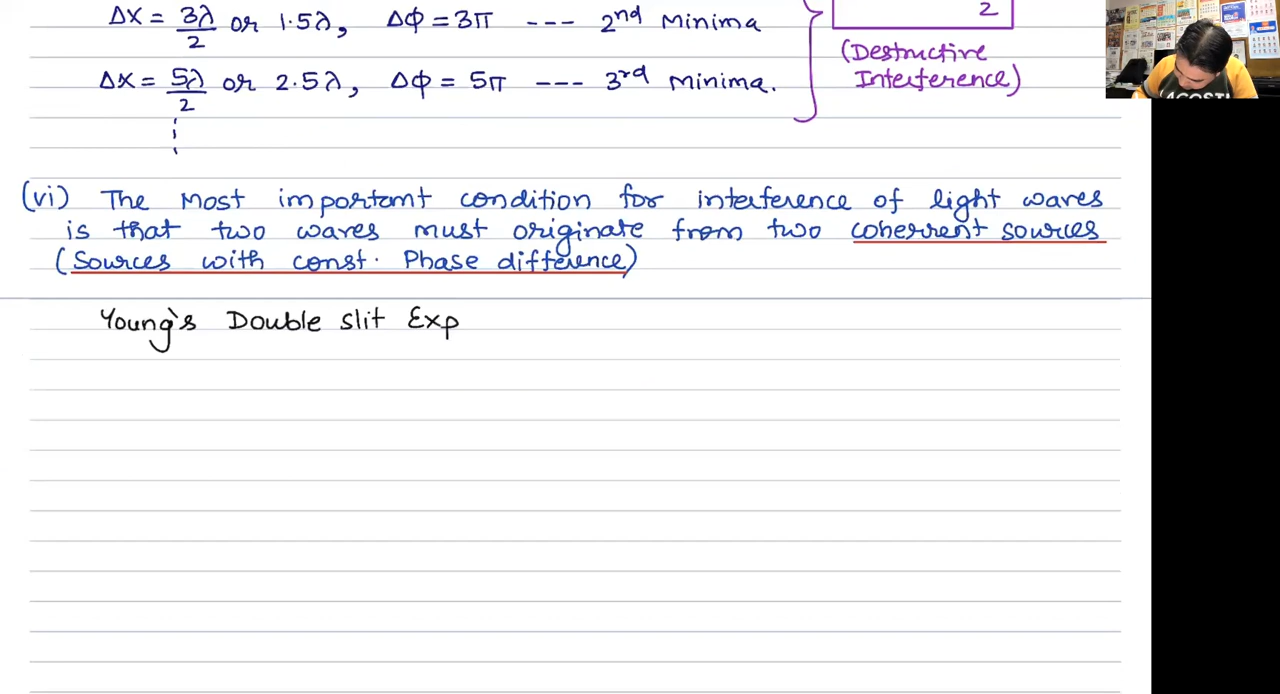 Δx = 3λ/2 or 1.5λ, Δϕ = 3π --- 2nd Minima
2
Δx = 5λ/2 or 2.5λ, Δϕ = 5π --- 3rd Minima.
(Destructive
Interference)
(vi) The most important condition for interference of light waves
is that two waves must originate from two coherrent sources
(Sources with const. Phase difference)
Young's Double slit Exp